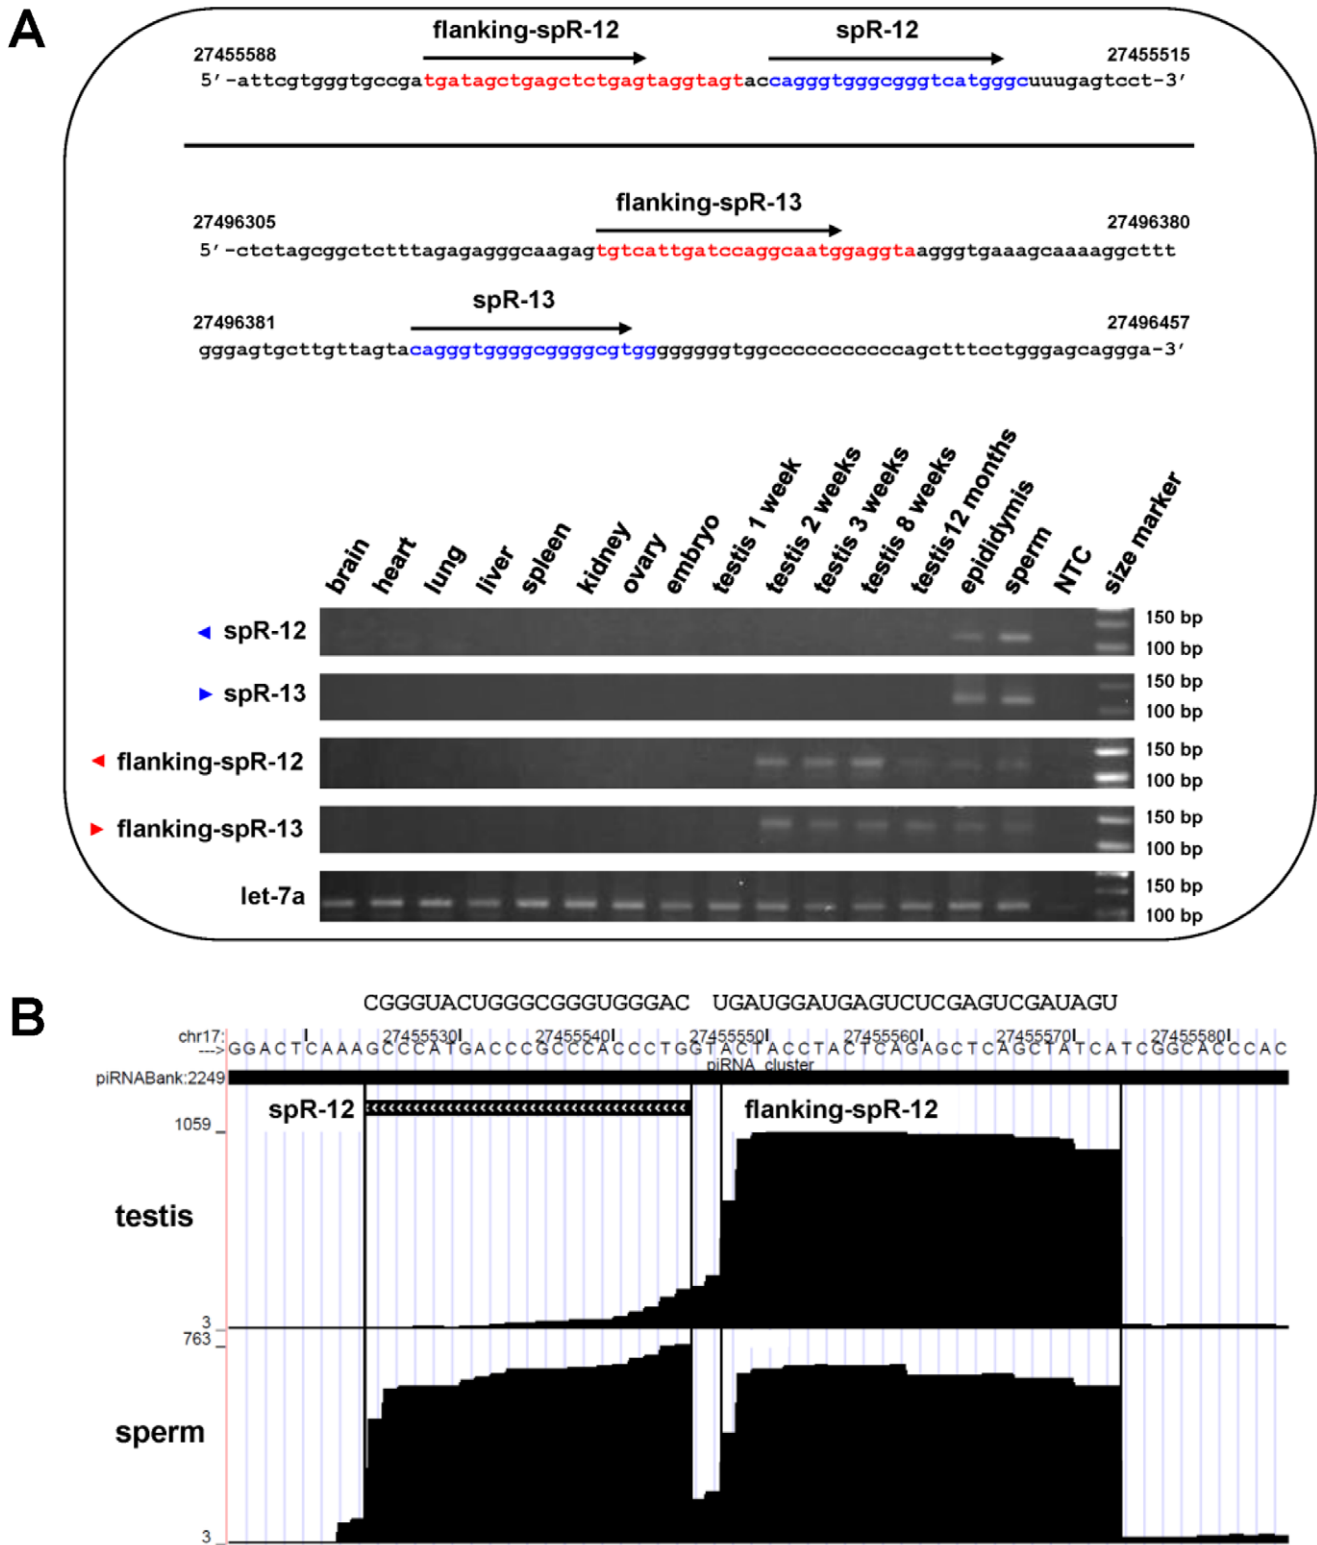 A
flanking-spR-12 spR-12
27455588 27455515
5'-attcgtgggtgccgatgatagctgagctctgagtaggtagtaccagggtgggcgggtcatgggcuuugagtcct-3'
flanking-spR-13
27496305 27496380
5'-ctctagcggctctttagagagggcaagagtgtcattgatccaggcaatggaggtaagggtgaaagcaaaaggcttt
spR-13
27496381 27496457
gggagtgcttgttagtacagggtggggcggggcgtgggggggggtggccccccccccccagctttcctgggagcaggga-3'
brain heart lung liver spleen kidney ovary embryo testis 1 week testis 2 weeks testis 3 weeks testis 8 weeks testis12 months epididymis sperm NTC size marker
spR-12 150 bp
100 bp
spR-13 150 bp
100 bp
flanking-spR-12 150 bp
100 bp
flanking-spR-13 150 bp
100 bp
let-7a 150 bp
100 bp
B
CGGGUACUGGGCGGGUGGGAC UGAUGGAUGAGUCUCGAGUCGAUAGU
chr17: 27455530 27455540 27455550 27455560 27455570 27455580
---> GGACTCAAAGCCCATGACCCGCCCACCCTGGTACTACCTACTCAGAGCTCAGCTATCATCGGCACCCAC
piRNA cluster
piRNABank:2249
spR-12 flanking-spR-12
1059
testis
3
763
sperm
3